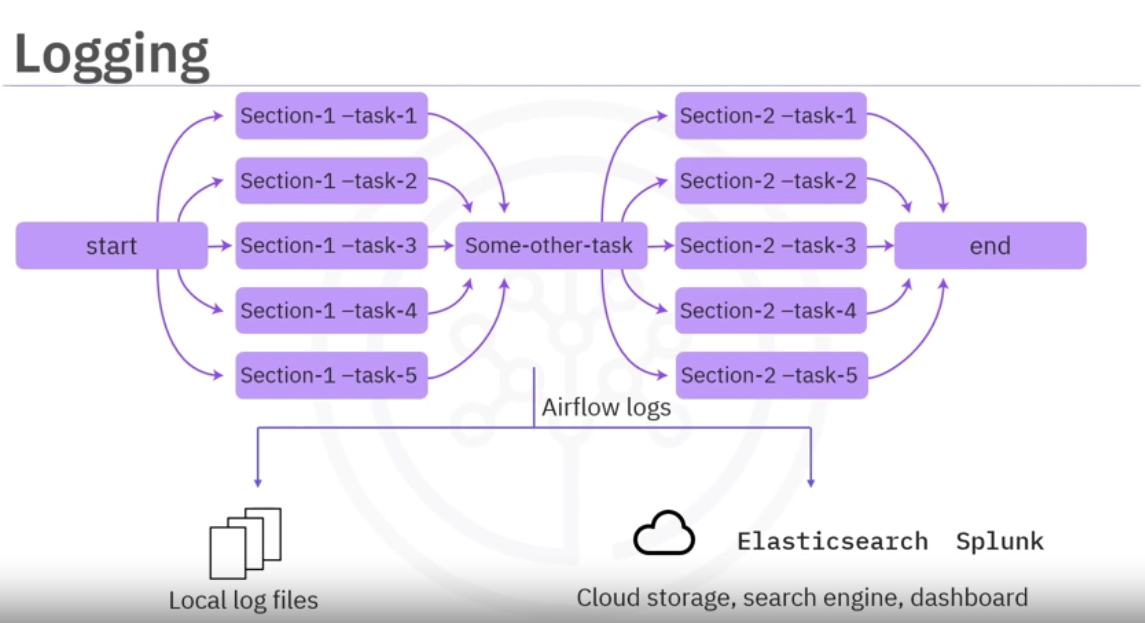 Logging
Section-1 –task-1
Section-2 –task-1
Section-1 –task-2
Section-2 –task-2
start
Section-1 –task-3
Some-other-task
Section-2 –task-3
end
Section-1 –task-4
Section-2 –task-4
Section-1 –task-5
Section-2 –task-5
Airflow logs
Elasticsearch Splunk
Local log files
Cloud storage, search engine, dashboard